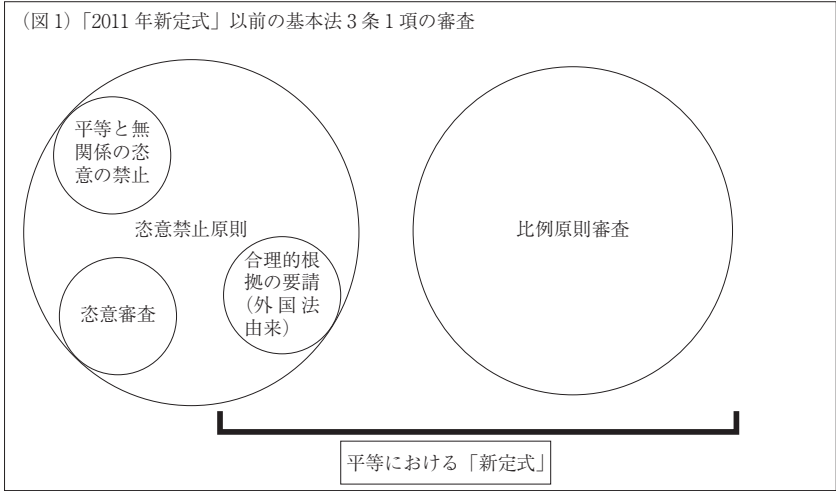 （図1）「2011年新定式」以前の基本法3条1項の審査
平等と無
関係の恣
意の禁止
恣意禁止原則
合理的根
拠の要請
（外国法
由来）
恣意審査
比例原則審査
平等における「新定式」